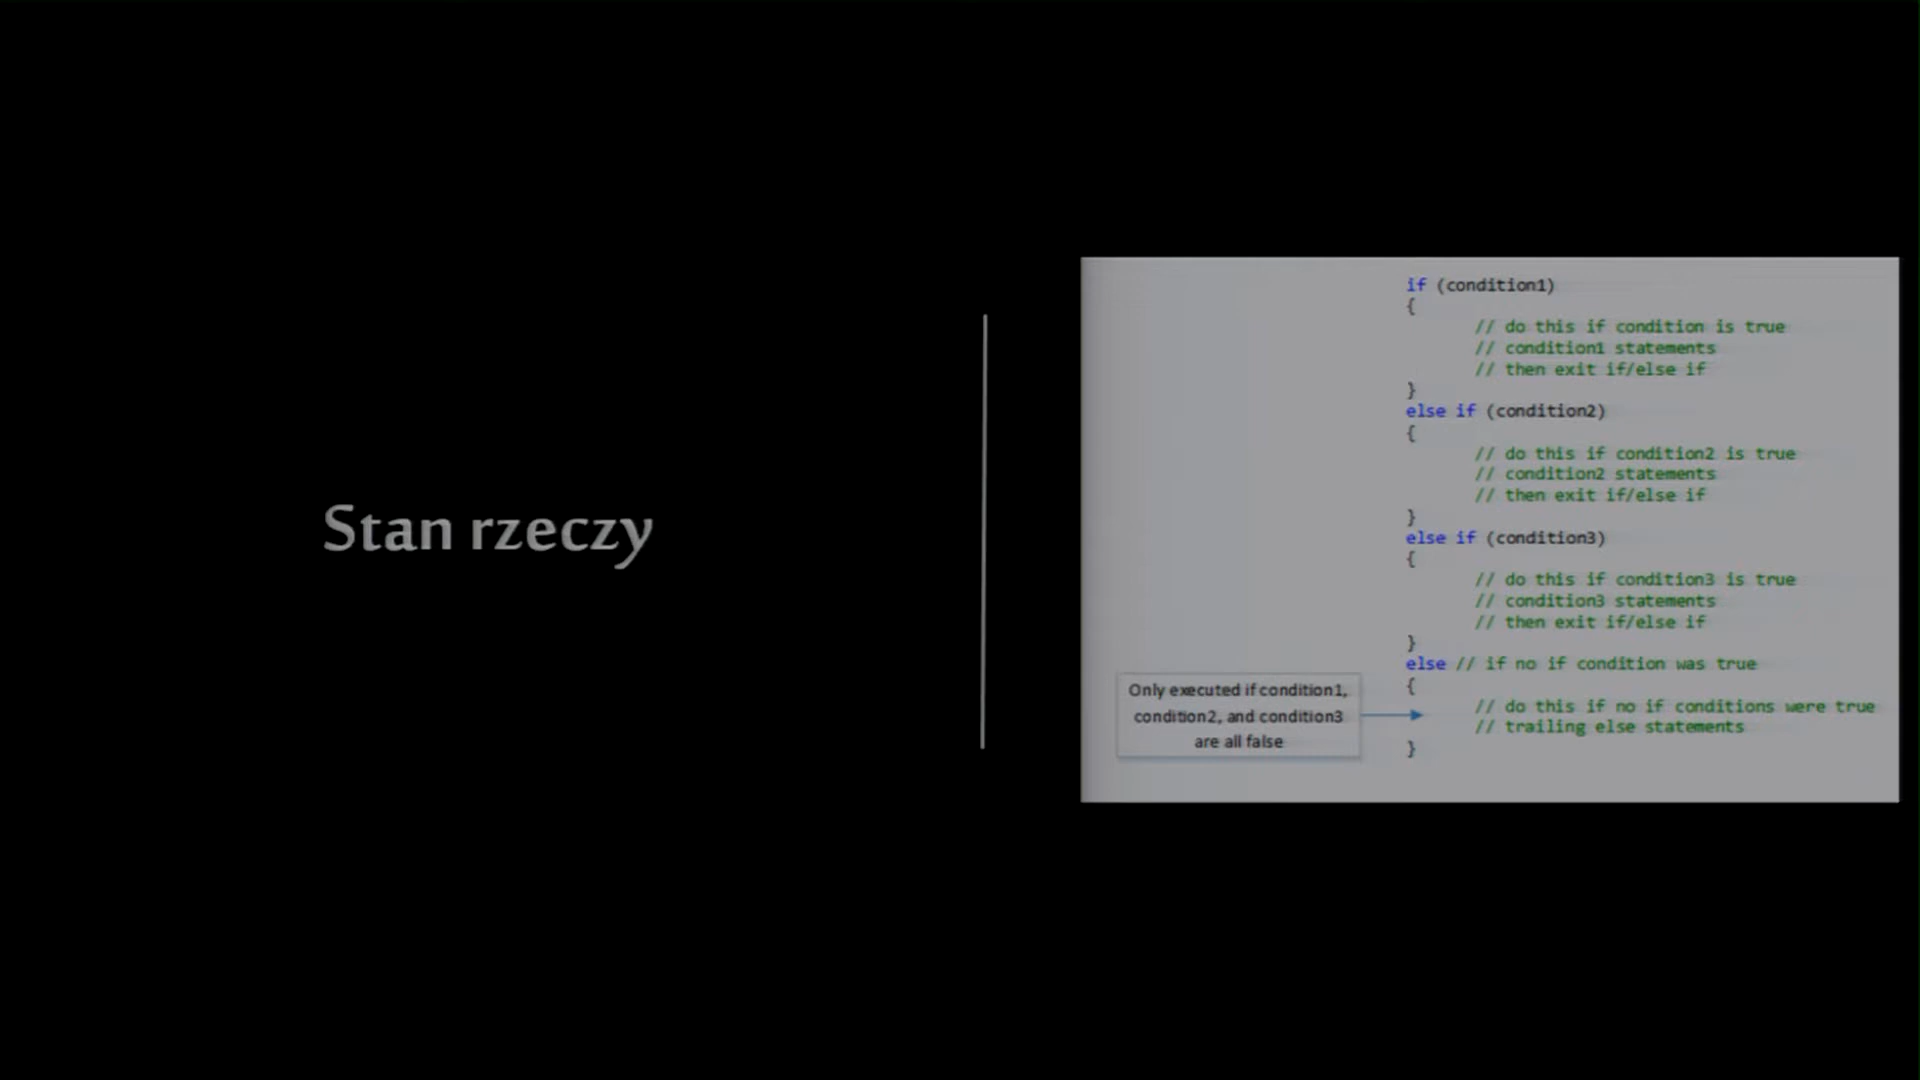 Stan rzeczy
if (condition1)
{
// do this if condition is true
// condition1 statements
// then exit if/else if
}
else if (condition2)
{
// do this if condition2 is true
// condition2 statements
// then exit if/else if
}
else if (condition3)
{
// do this if condition3 is true
// condition3 statements
// then exit if/else if
}
else // if no if condition was true
{
// do this if no if conditions were true
// trailing else statements
}
Only executed if condition1,
condition2, and condition3
are all false